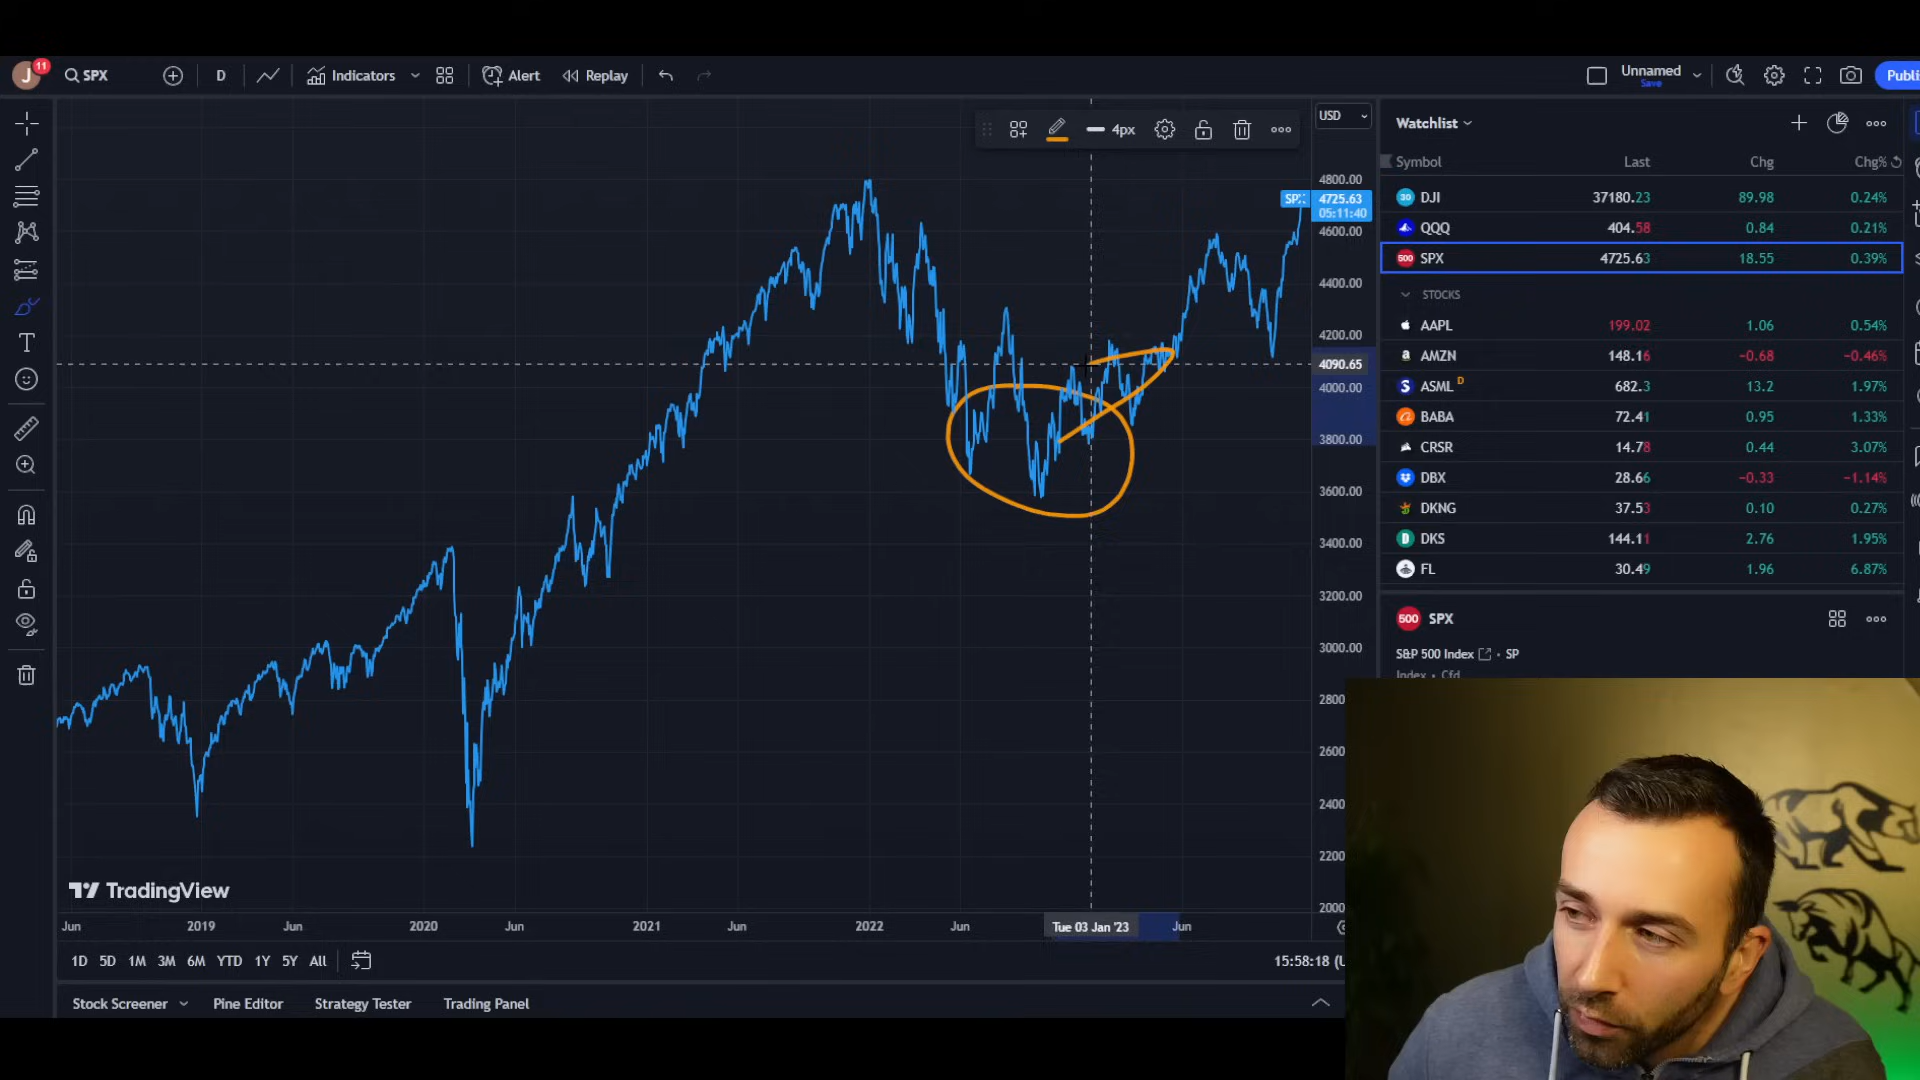 J 11 SPX D Indicators Alert Replay Unnamed Save
4px USD Watchlist
Symbol Last Chg Chg%
4800.00
SPX 4725.63
05:11:40
4600.00
4400.00
4200.00
4090.65
4000.00
3800.00
3600.00
3400.00
3200.00
3000.00
2800
2600
2400
2200
2000
30 DJI 37180.23 89.98 0.24%
QQQ 404.58 0.84 0.21%
500 SPX 4725.63 18.55 0.39%
STOCKS
AAPL 199.02 1.06 0.54%
a AMZN 148.16 −0.68 −0.46%
ASML D 682.3 13.2 1.97%
BABA 72.41 0.95 1.33%
CRSR 14.78 0.44 3.07%
DBX 28.66 −0.33 −1.14%
DKNG 37.53 0.10 0.27%
D DKS 144.11 2.76 1.95%
FL 30.49 1.96 6.87%
500 SPX
S&P 500 Index • SP
Index • Cfd
TradingView
Jun 2019 Jun 2020 Jun 2021 Jun 2022 Jun Tue 03 Jan '23 Jun
1D 5D 1M 3M 6M YTD 1Y 5Y All 15:58:18
Stock Screener Pine Editor Strategy Tester Trading Panel